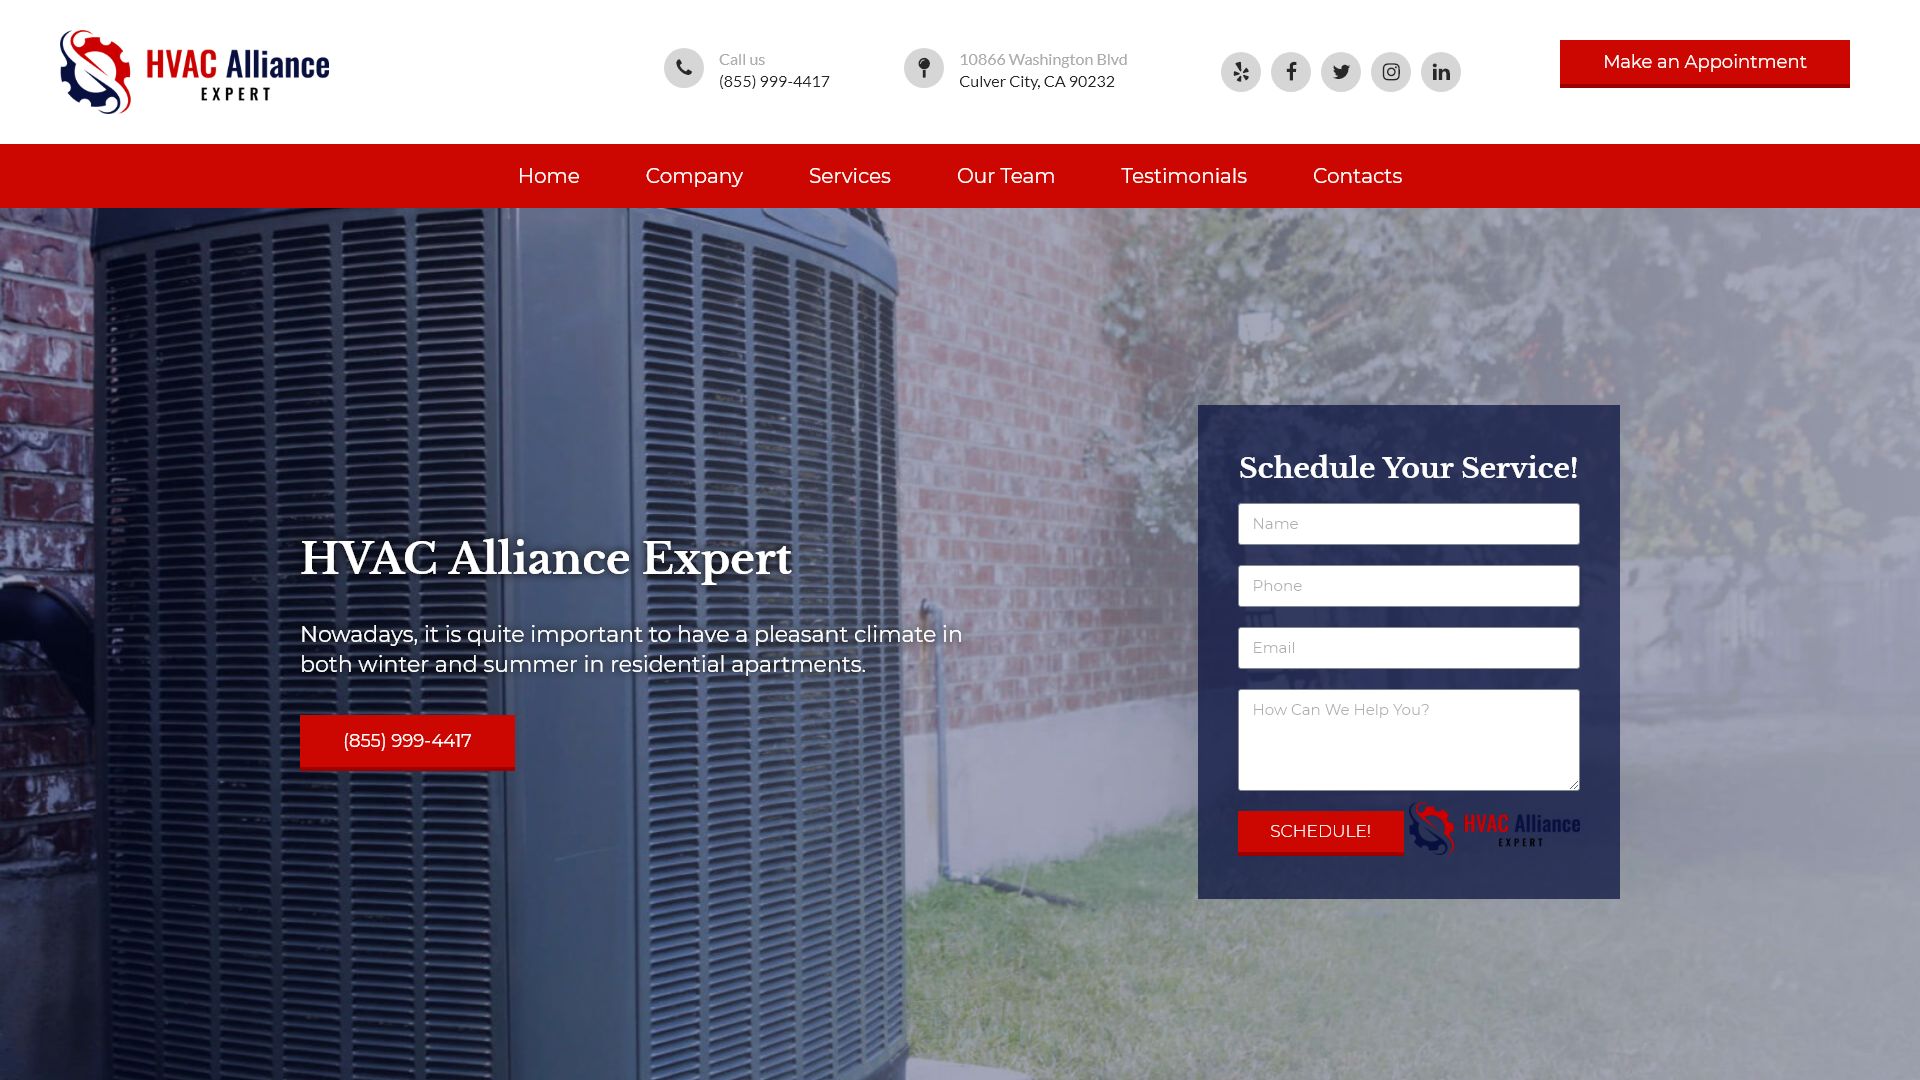 HVAC Alliance
EXPERT
Call us
(855) 999-4417
10866 Washington Blvd
Culver City, CA 90232
Make an Appointment
Home
Company
Services
Our Team
Testimonials
Contacts
HVAC Alliance Expert
Nowadays, it is quite important to have a pleasant climate in
both winter and summer in residential apartments.
(855) 999-4417
Schedule Your Service!
Name
Phone
Email
How Can We Help You?
SCHEDULE!
HVAC Alliance
EXPERT